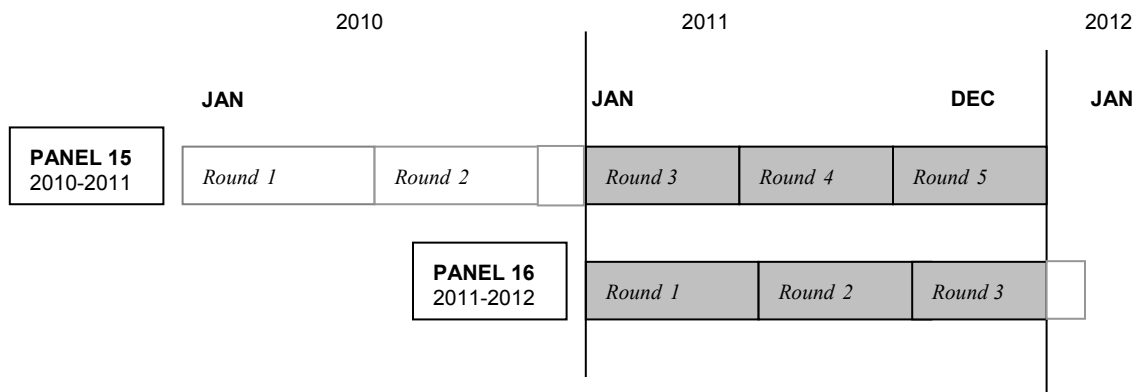 2010 2011 2012
JAN JAN DEC JAN
PANEL 15
2010-2011
Round 1 Round 2 Round 3 Round 4 Round 5
PANEL 16
2011-2012
Round 1 Round 2 Round 3